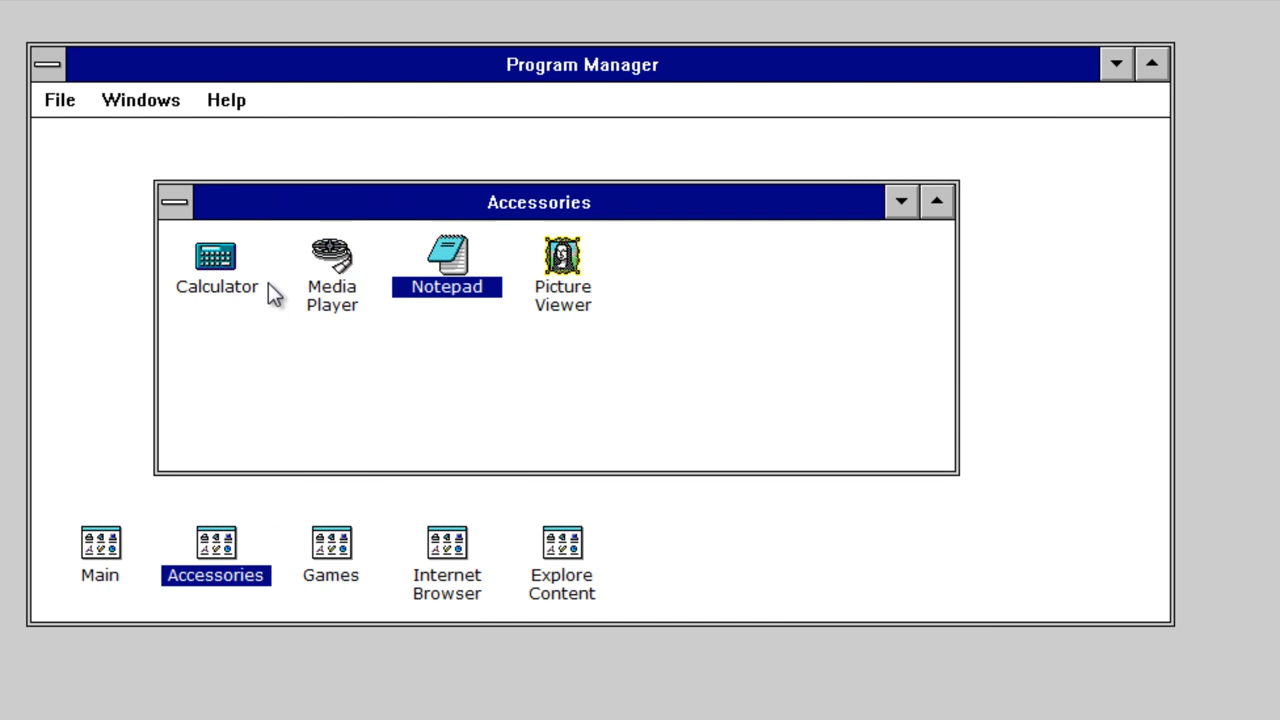 Program Manager
File Windows Help
Accessories
Calculator Media Player Notepad Picture Viewer
Main Accessories Games Internet Browser Explore Content